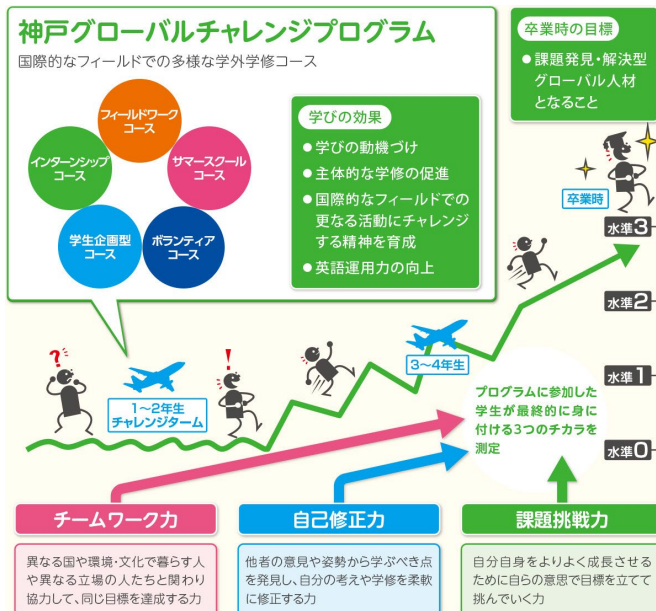 神戸グローバルチャレンジプログラム
国際的なフィールドでの多様な学外学修コース
フィールドワーク
コース
インターンシップ
コース
サマースクール
コース
学生企画型
コース
ボランティア
コース
学びの効果
●学びの動機づけ
●主体的な学修の促進
●国際的なフィールドでの
更なる活動にチャレンジ
する精神を育成
●英語運用力の向上
卒業時の目標
●課題発見・解決型
グローバル人材
となること
卒業時
水準3
水準2
水準1
水準0
?
!
1~2年生
チャレンジターム
3~4年生
プログラムに参加した
学生が最終的に身に
付ける3つのチカラを
測定
チームワーク力
異なる国や環境・文化で暮らす人
や異なる立場の人たちと関わり
協力して、同じ目標を達成する力
自己修正力
他者の意見や姿勢から学ぶべき点
を発見し、自分の考えや学修を柔軟
に修正する力
課題挑戦力
自分自身をよりよく成長させる
ために自らの意思で目標を立てて
挑んでいく力